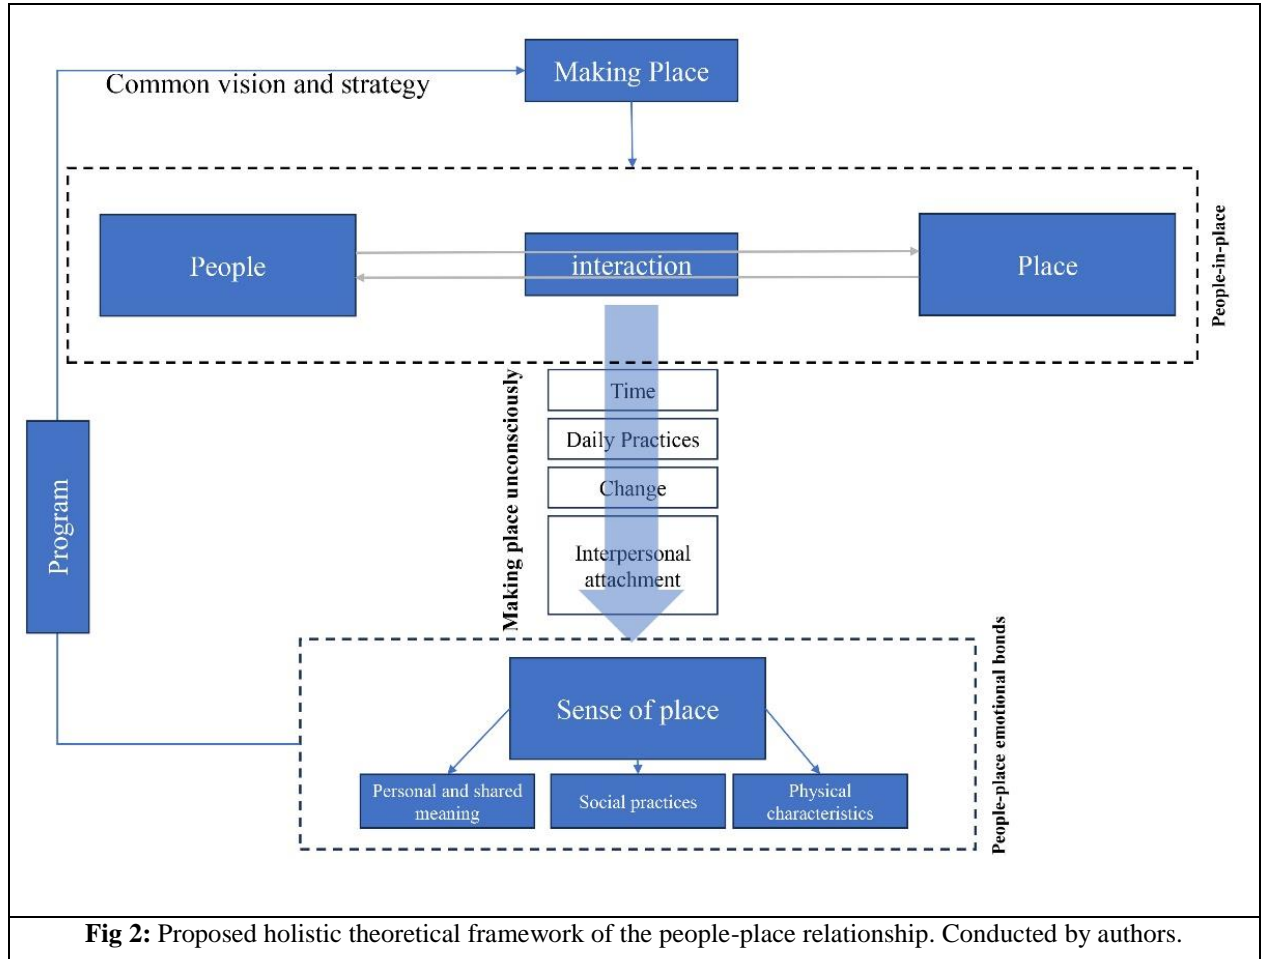 Making Place
Common vision and strategy
People
interaction
Place
People-in-place
Time
Daily Practices
Change
Interpersonal
attachment
Making place unconsciously
Program
Sense of place
Personal and shared
meaning
Social practices
Physical
characteristics
People-place emotional bonds
Fig 2: Proposed holistic theoretical framework of the people-place relationship. Conducted by authors.